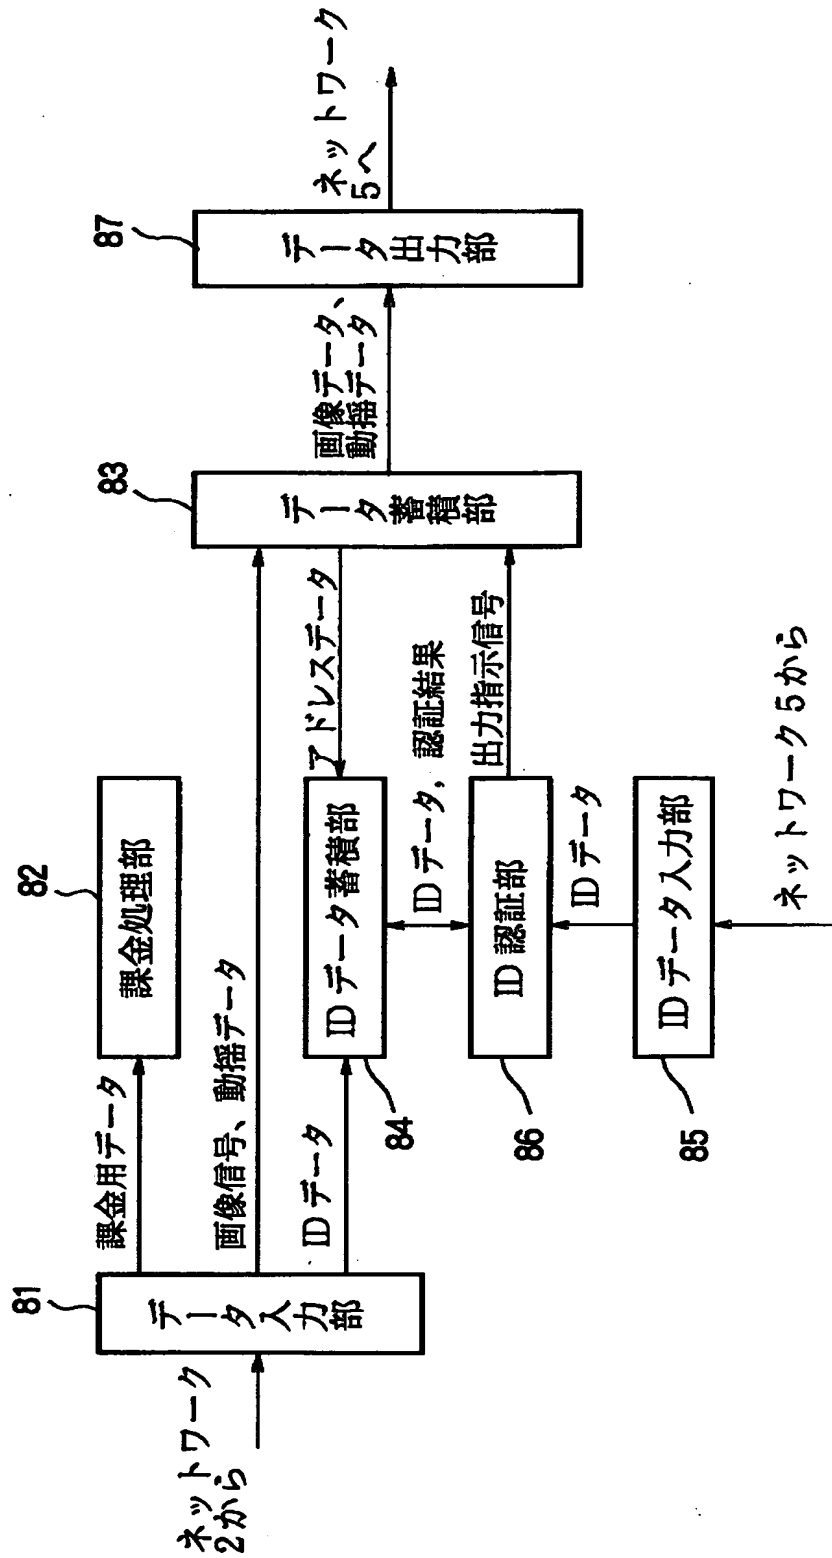 ネットワーク
2から
81
データ入力部
課金用データ
82
課金処理部
画像信号、動揺データ
IDデータ
84
IDデータ蓄積部
アドレスデータ
IDデータ, 認証結果
86
ID認証部
出力指示信号
IDデータ
85
IDデータ入力部
ネットワーク5から
83
データ蓄積部
画像データ、
動揺データ
87
データ出力部
ネットワーク
5へ